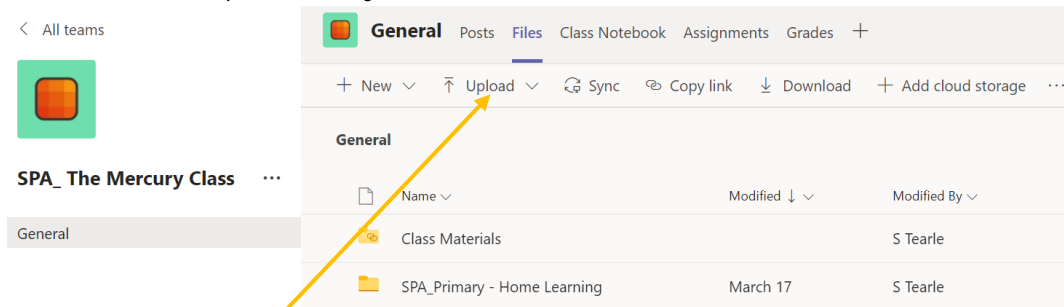 All teams
General Posts Files Class Notebook Assignments Grades +
+ New Upload Sync Copy link Download + Add cloud storage ...
General
SPA_ The Mercury Class ...
Name Modified ↓ Modified By
General
Class Materials S Tearle
SPA_Primary - Home Learning March 17 S Tearle